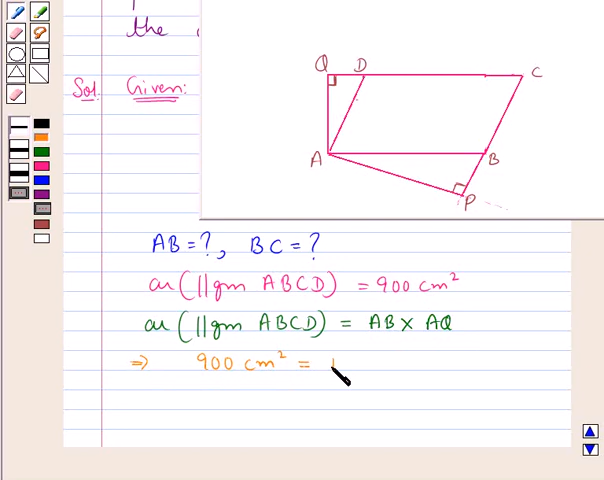 the
Sol. Given:
Q D C
A B
P
AB = ?, BC = ?
ar (||gm ABCD) = 900 cm²
ar (||gm ABCD) = AB × AQ
⇒ 900 cm² =